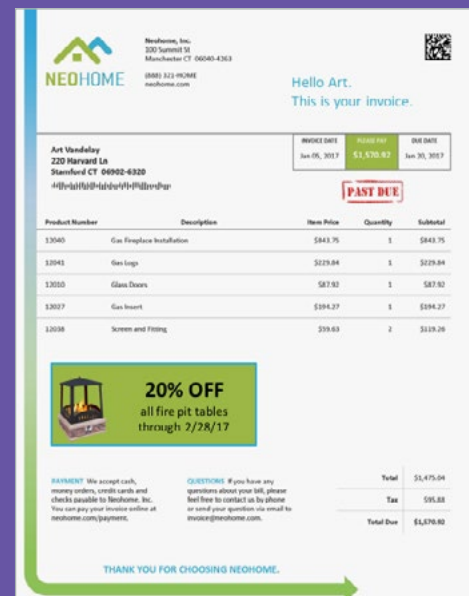 Neohome, Inc.
100 Summit St
Manchester CT 06040-4363
(888) 321-HOME
neohome.com
NEOHOME
Hello Art.
This is your invoice.
Art Vandelay
220 Harvard Ln
Stamford CT 06902-6320
INVOICE DATE PLEASE PAY DUE DATE
Jan 05, 2017 $1,570.92 Jan 30, 2017
PAST DUE
Product Number Description Item Price Quantity Subtotal
12040 Gas Fireplace Installation $843.75 1 $843.75
12041 Gas Logs $229.84 1 $229.84
12010 Glass Doors $87.92 1 $87.92
12027 Gas Insert $194.27 1 $194.27
12038 Screen and Fitting $59.63 2 $119.26
20% OFF
all fire pit tables
through 2/28/17
PAYMENT We accept cash,
money orders, credit cards and
checks payable to Neohome, Inc.
You can pay your invoice online at
neohome.com/payment.
QUESTIONS If you have any
questions about your bill, please
feel free to contact us by phone
or send your question via email to
invoice@neohome.com.
Total $1,475.04
Tax $95.88
Total Due $1,570.92
THANK YOU FOR CHOOSING NEOHOME.